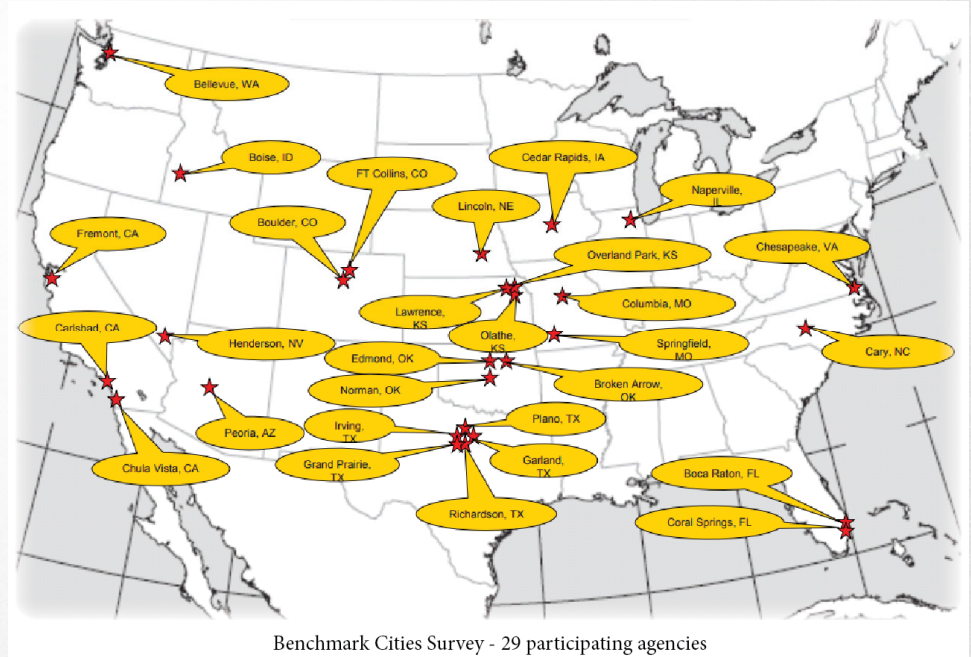 Bellevue, WA
Boise, ID
Cedar Rapids, IA
FT Collins, CO
Naperville,
IL
Lincoln, NE
Boulder, CO
Fremont, CA
Chesapeake, VA
Overland Park, KS
Columbia, MO
Lawrence,
KS
Carlsbad, CA
Olathe,
KS
Henderson, NV
Springfield,
MO
Cary, NC
Edmond, OK
Broken Arrow,
OK
Norman, OK
Plano, TX
Irving,
TX
Peoria, AZ
Garland,
TX
Grand Prairie,
TX
Chula Vista, CA
Boca Raton, FL
Richardson, TX
Coral Springs, FL
Benchmark Cities Survey - 29 participating agencies